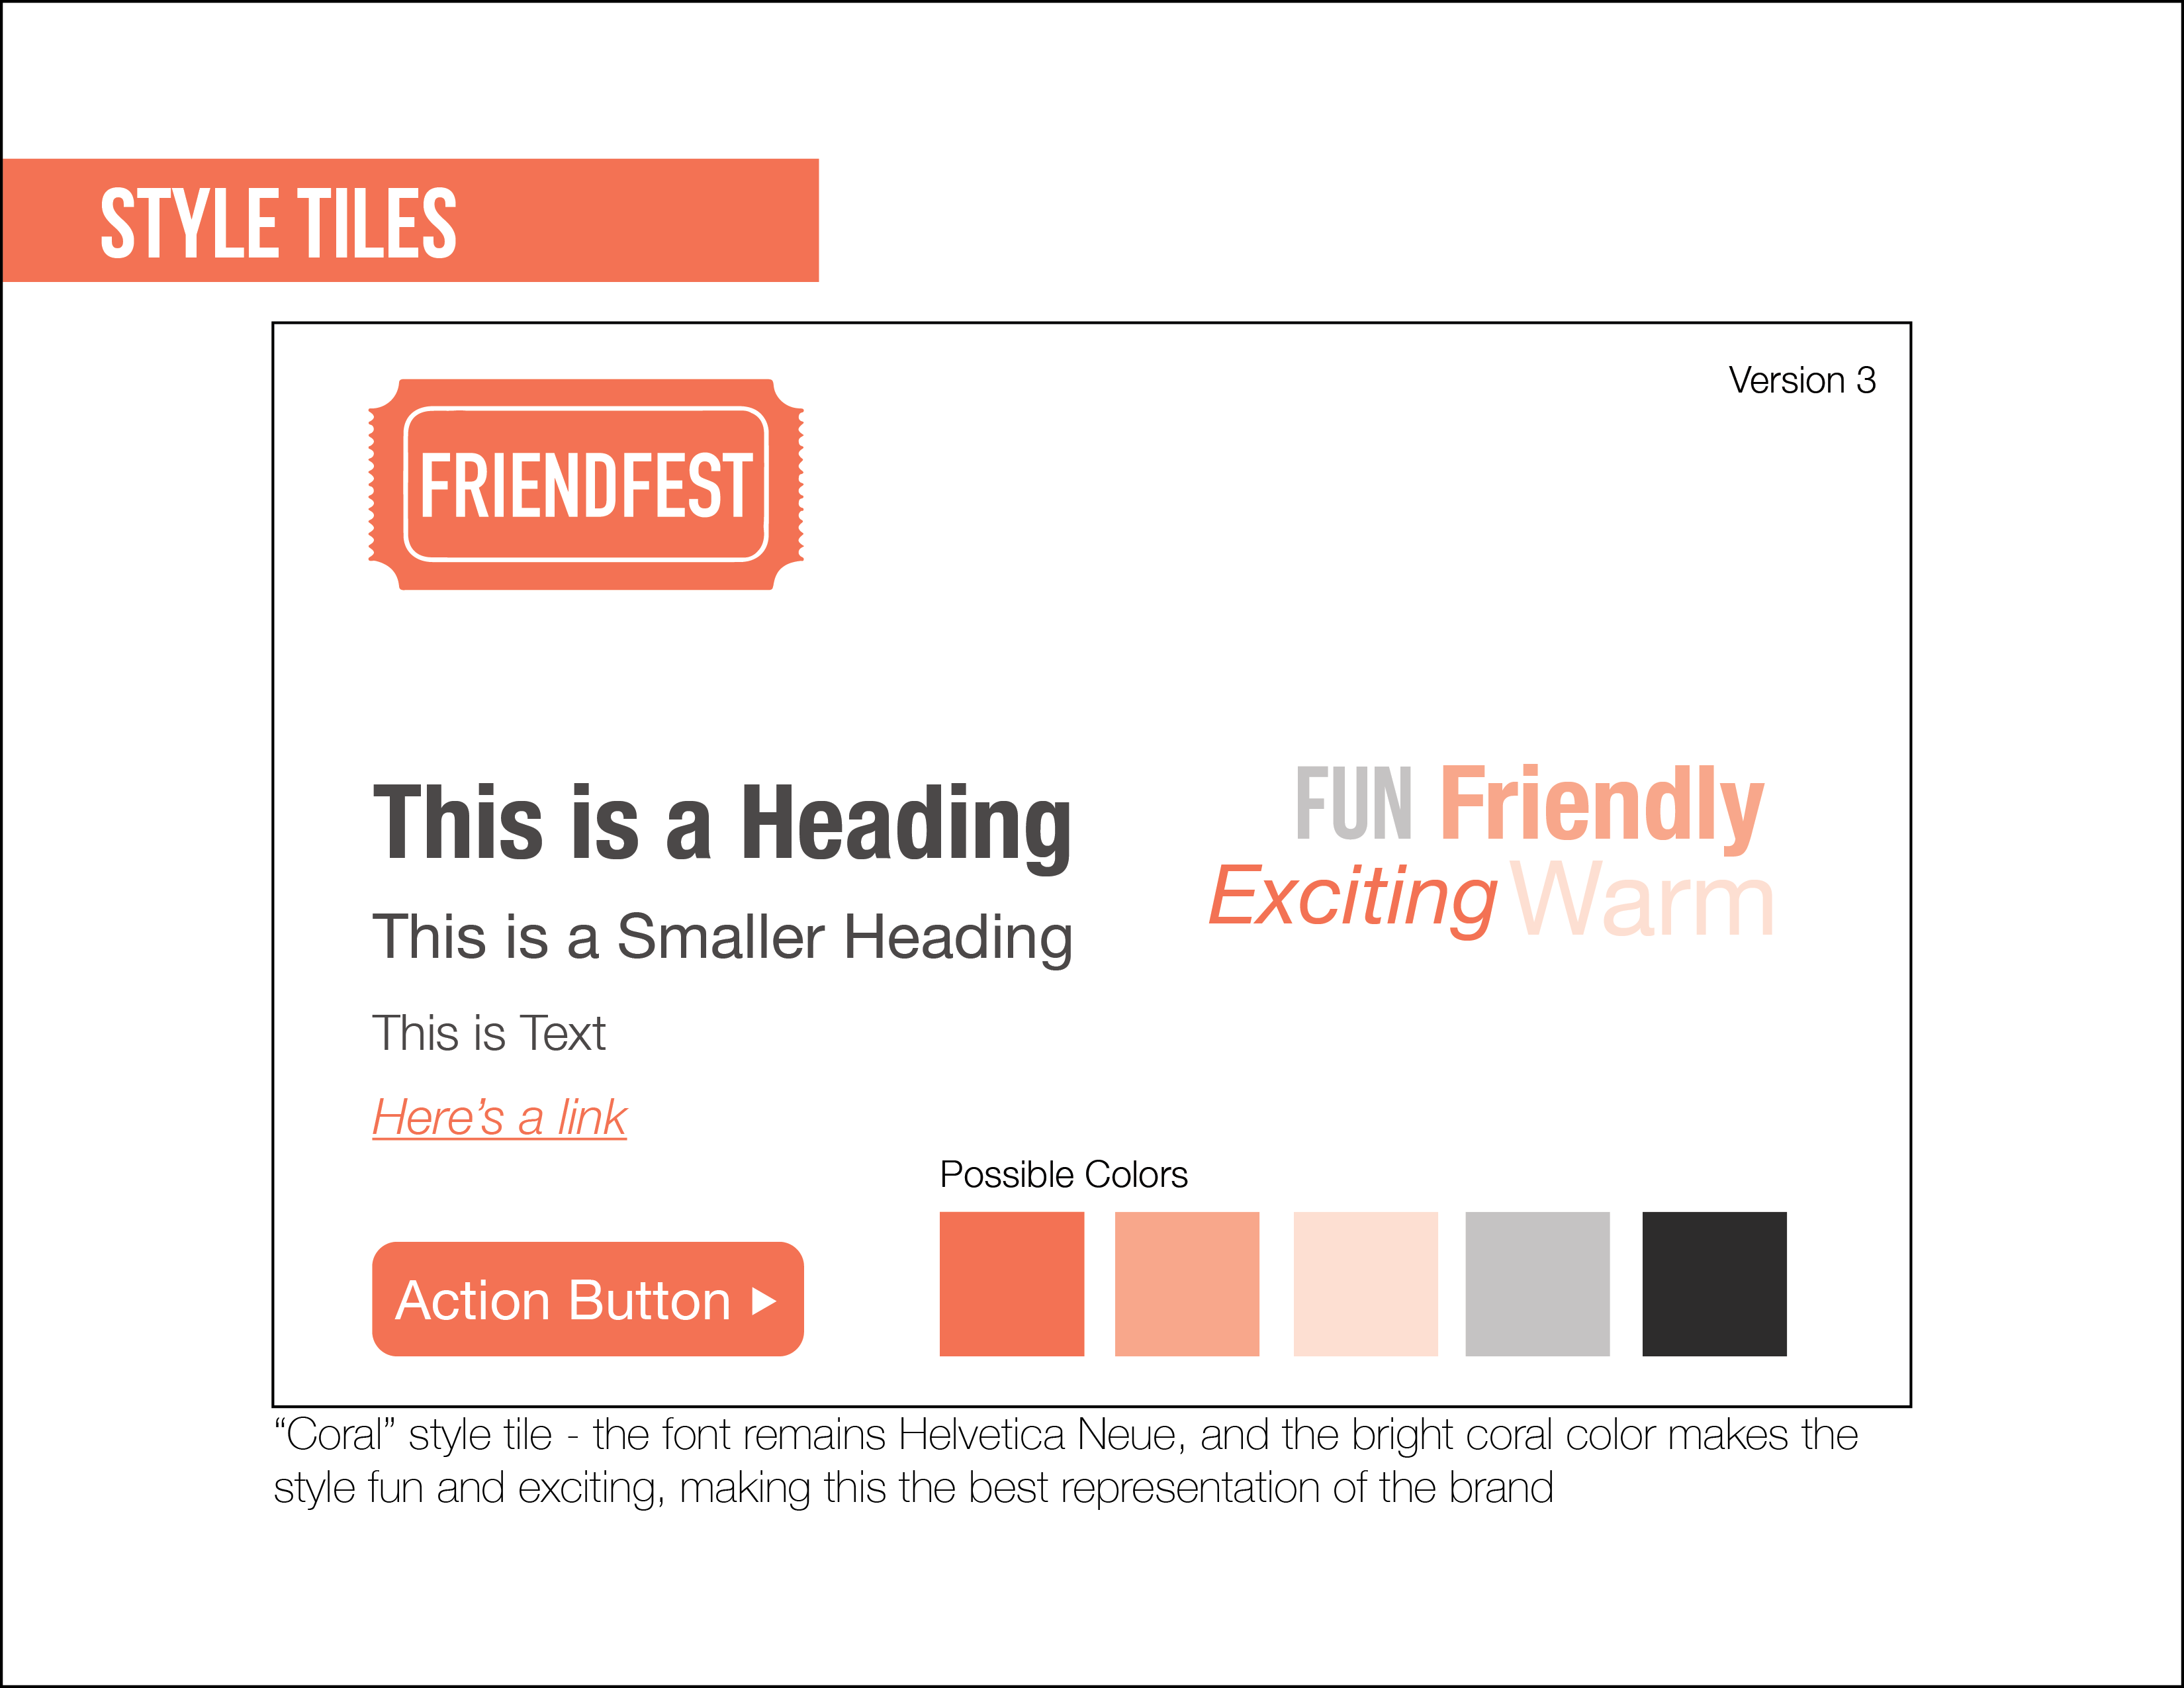 STYLE TILES
Version 3
FRIENDFEST
This is a Heading
This is a Smaller Heading
This is Text
Here’s a link
FUN Friendly
Exciting Warm
Possible Colors
Action Button
“Coral” style tile - the font remains Helvetica Neue, and the bright coral color makes the
style fun and exciting, making this the best representation of the brand